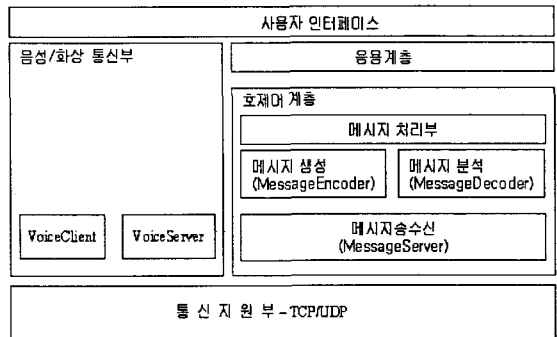 사용자 인터페이스
음성/화상 통신부
응용계층
호제어 계층
메시지 처리부
메시지 생성
(MessageEncoder)
메시지 분석
(MessageDecoder)
VoiceClient
VoiceServer
메시지송수신
(MessageServer)
통 신 지 원 부 – TCP/UDP